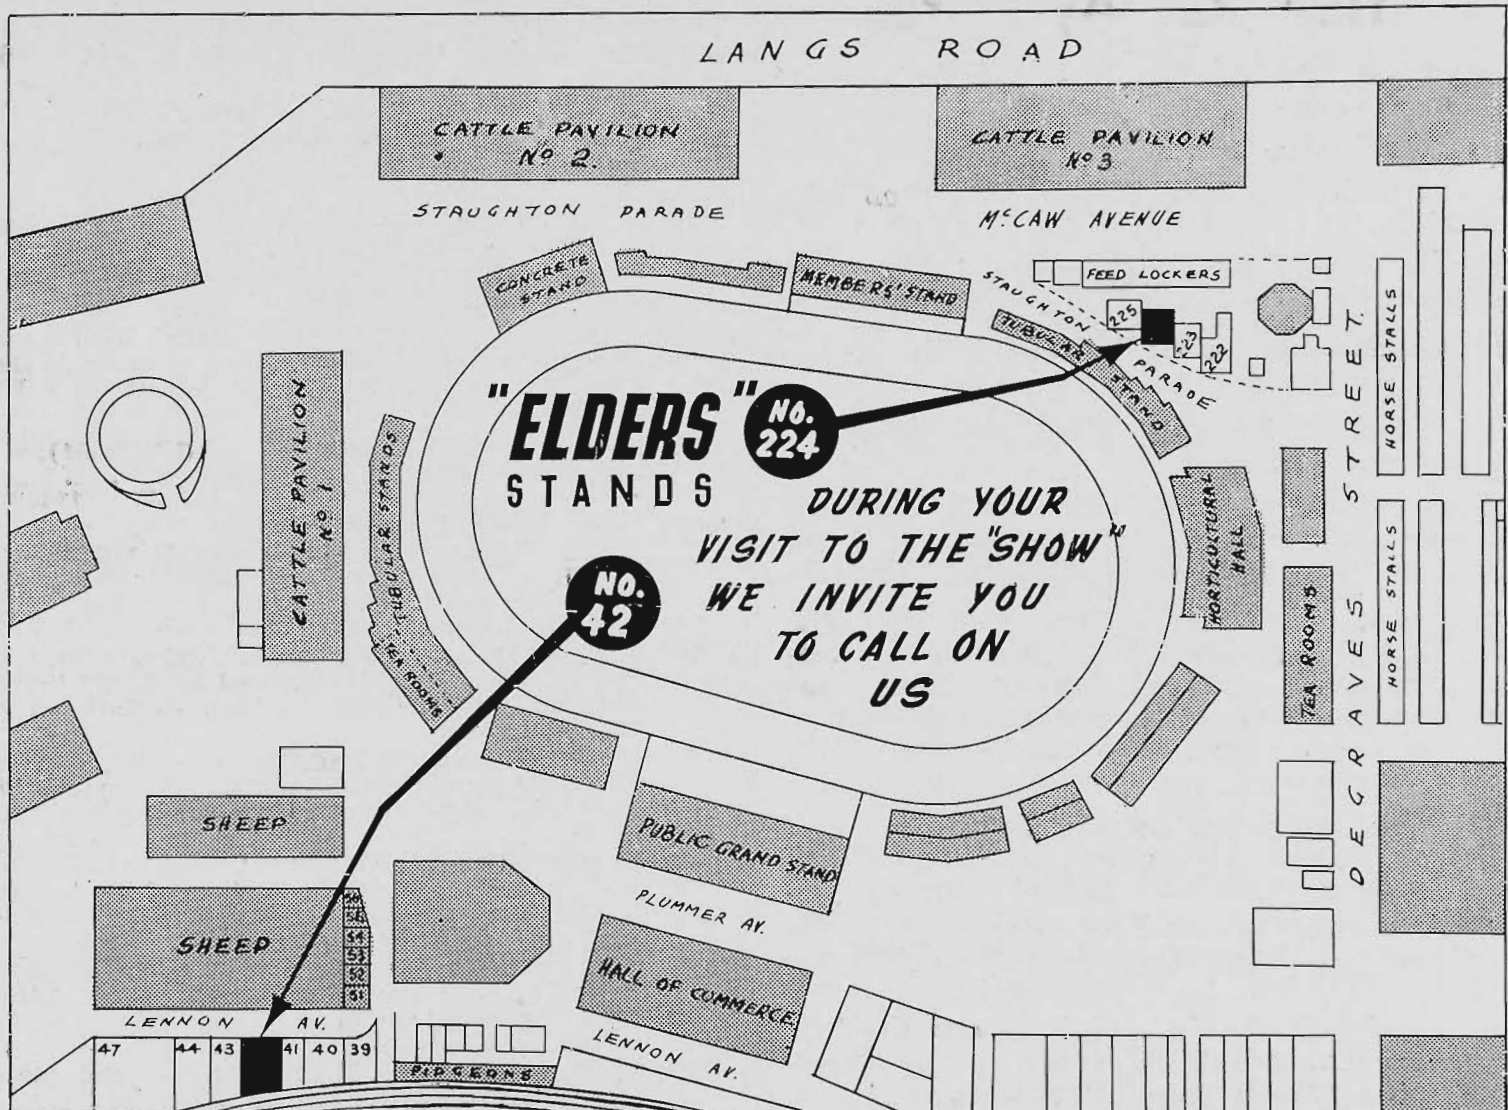 LANGS ROAD
CATTLE PAVILION
Nº 2.
CATTLE PAVILION
Nº 3
STAUGHTON PARADE
McCAW AVENUE
CONCRETE
STAND
MEMBERS' STAND
STAUGHTON PARADE
FEED LOCKERS
TUBULAR STAND
225
223
222
HORSE STALLS
DEGRAVES STREET.
CATTLE PAVILION
Nº 1
TUBULAR STANDS
TEA ROOMS
"ELDERS"
STANDS
NO.
224
DURING YOUR
VISIT TO THE "SHOW"
WE INVITE YOU
TO CALL ON
US
NO.
42
HORTICULTURAL
HALL
TEA ROOMS
HORSE STALLS
SHEEP
PUBLIC GRAND STAND
PLUMMER AV.
SHEEP
54
53
52
51
HALL OF COMMERCE
LENNON AV.
LENNON AV.
47 44 43 41 40 39
PIDGEONS